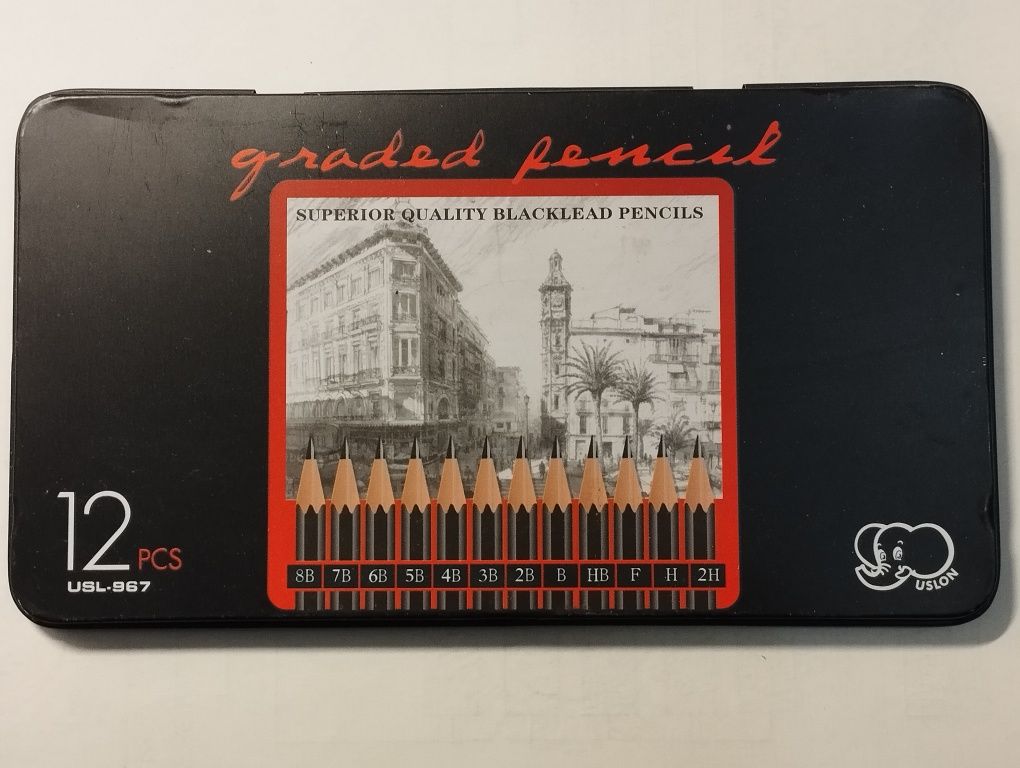 graded pencil
SUPERIOR QUALITY BLACKLEAD PENCILS
12 PCS
USL-967
8B 7B 6B 5B 4B 3B 2B B HB F H 2H
USLON